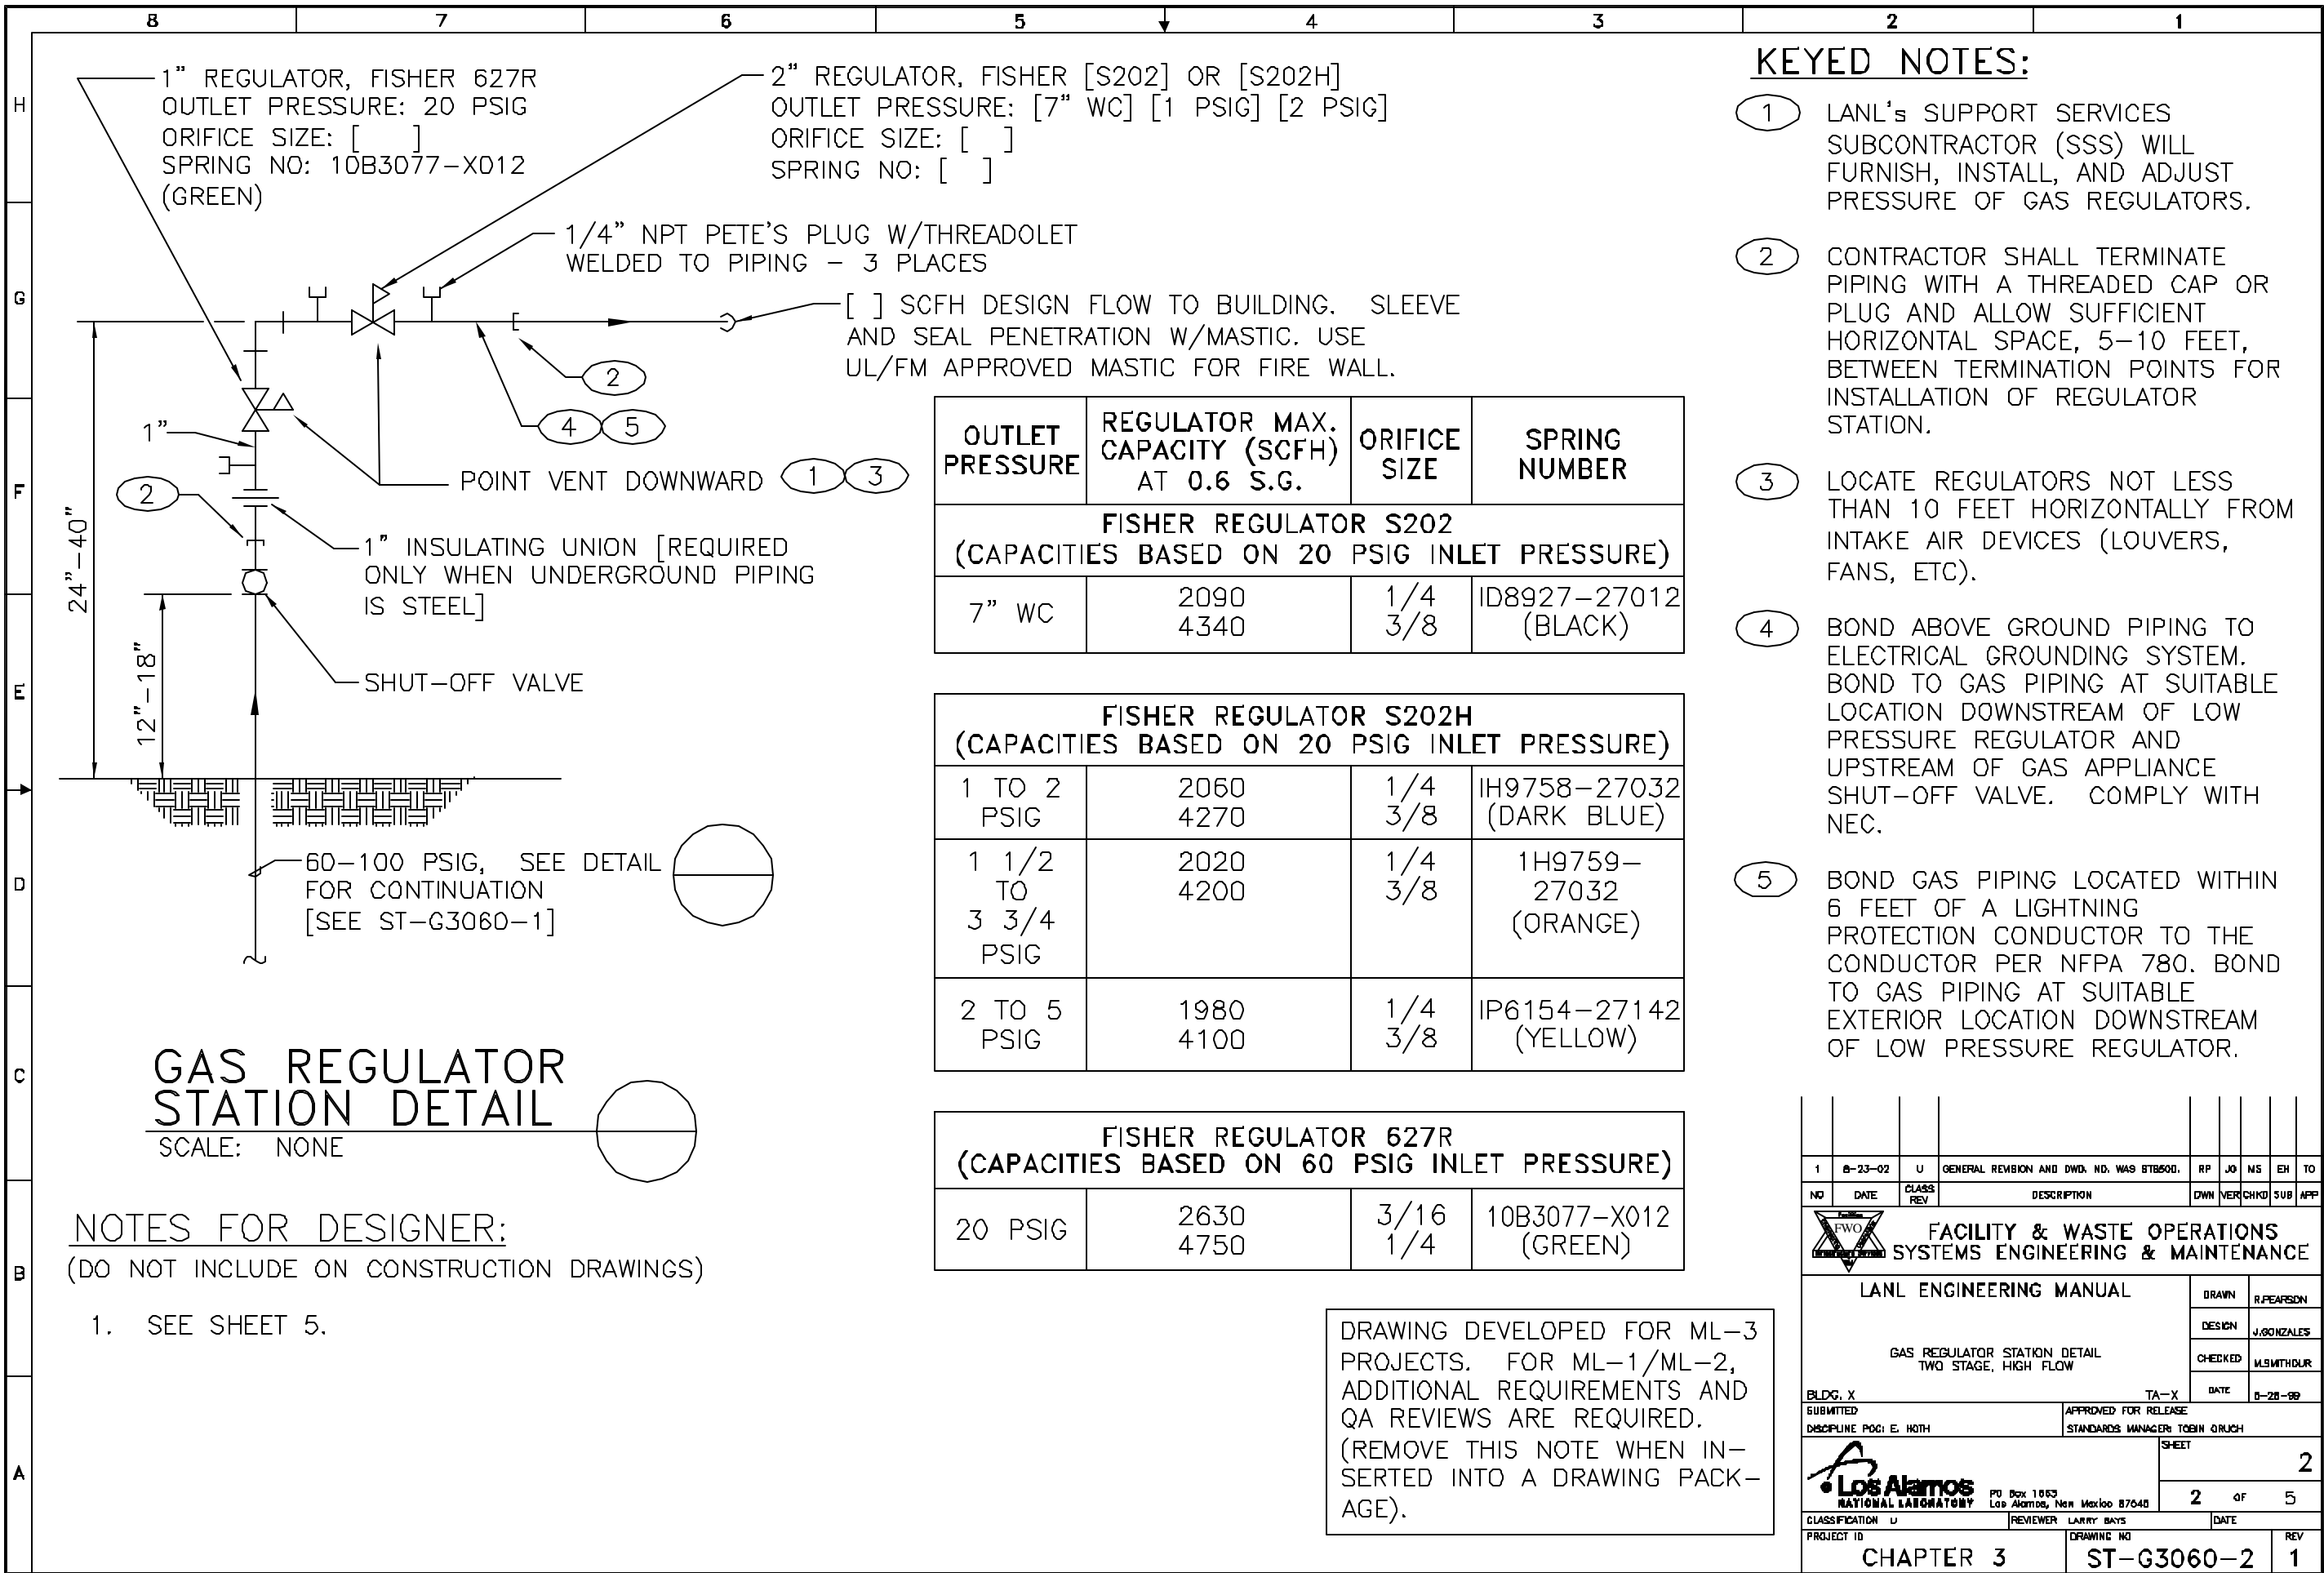 8 7 6 5 4 3 2 1
H
G
F
E
D
C
B
A
1" REGULATOR, FISHER 627R
OUTLET PRESSURE: 20 PSIG
ORIFICE SIZE: [ ]
SPRING NO: 10B3077-X012
(GREEN)
2" REGULATOR, FISHER [S202] OR [S202H]
OUTLET PRESSURE: [7" WC] [1 PSIG] [2 PSIG]
ORIFICE SIZE: [ ]
SPRING NO: [ ]
1/4" NPT PETE'S PLUG W/THREADOLET
WELDED TO PIPING - 3 PLACES
[ ] SCFH DESIGN FLOW TO BUILDING. SLEEVE
AND SEAL PENETRATION W/MASTIC. USE
UL/FM APPROVED MASTIC FOR FIRE WALL.
2
4 5
1"
POINT VENT DOWNWARD 1 3
2
1" INSULATING UNION [REQUIRED
ONLY WHEN UNDERGROUND PIPING
IS STEEL]
24"-40"
12"-18"
SHUT-OFF VALVE
60-100 PSIG, SEE DETAIL
FOR CONTINUATION
[SEE ST-G3060-1]
GAS REGULATOR
STATION DETAIL
SCALE: NONE
NOTES FOR DESIGNER:
(DO NOT INCLUDE ON CONSTRUCTION DRAWINGS)
1. SEE SHEET 5.
OUTLET PRESSURE
REGULATOR MAX. CAPACITY (SCFH) AT 0.6 S.G.
ORIFICE SIZE
SPRING NUMBER
FISHER REGULATOR S202
(CAPACITIES BASED ON 20 PSIG INLET PRESSURE)
7" WC
2090 1/4 ID8927-27012
4340 3/8 (BLACK)
FISHER REGULATOR S202H
(CAPACITIES BASED ON 20 PSIG INLET PRESSURE)
1 TO 2 2060 1/4 IH9758-27032
PSIG 4270 3/8 (DARK BLUE)
1 1/2 2020 1/4 1H9759-
TO 4200 3/8 27032
3 3/4 (ORANGE)
PSIG
2 TO 5 1980 1/4 IP6154-27142
PSIG 4100 3/8 (YELLOW)
FISHER REGULATOR 627R
(CAPACITIES BASED ON 60 PSIG INLET PRESSURE)
20 PSIG
2630 3/16 10B3077-X012
4750 1/4 (GREEN)
DRAWING DEVELOPED FOR ML-3
PROJECTS. FOR ML-1/ML-2,
ADDITIONAL REQUIREMENTS AND
QA REVIEWS ARE REQUIRED.
(REMOVE THIS NOTE WHEN IN-
SERTED INTO A DRAWING PACK-
AGE).
KEYED NOTES:
1 LANL's SUPPORT SERVICES
SUBCONTRACTOR (SSS) WILL
FURNISH, INSTALL, AND ADJUST
PRESSURE OF GAS REGULATORS.
2 CONTRACTOR SHALL TERMINATE
PIPING WITH A THREADED CAP OR
PLUG AND ALLOW SUFFICIENT
HORIZONTAL SPACE, 5-10 FEET,
BETWEEN TERMINATION POINTS FOR
INSTALLATION OF REGULATOR
STATION.
3 LOCATE REGULATORS NOT LESS
THAN 10 FEET HORIZONTALLY FROM
INTAKE AIR DEVICES (LOUVERS,
FANS, ETC).
4 BOND ABOVE GROUND PIPING TO
ELECTRICAL GROUNDING SYSTEM.
BOND TO GAS PIPING AT SUITABLE
LOCATION DOWNSTREAM OF LOW
PRESSURE REGULATOR AND
UPSTREAM OF GAS APPLIANCE
SHUT-OFF VALVE. COMPLY WITH
NEC.
5 BOND GAS PIPING LOCATED WITHIN
6 FEET OF A LIGHTNING
PROTECTION CONDUCTOR TO THE
CONDUCTOR PER NFPA 780. BOND
TO GAS PIPING AT SUITABLE
EXTERIOR LOCATION DOWNSTREAM
OF LOW PRESSURE REGULATOR.
1 U GENERAL REVISION AND DWG. NO. WAS RP JG MS EH TO
NO DATE CLASS REV DESCRIPTION DWN VER CHKD SUB APP
FWO
FACILITY & WASTE OPERATIONS
SYSTEMS ENGINEERING & MAINTENANCE
LANL ENGINEERING MANUAL
GAS REGULATOR STATION DETAIL
TWO STAGE, HIGH FLOW
BLDG. X TA-X
DRAWN R.PEARSON
DESIGN J.GONZALES
CHECKED
DATE
SUBMITTED
DISCIPLINE POC: E. HOTH
APPROVED FOR RELEASE
STANDARDS MANAGER: TOBIN ORUCH
Los Alamos
NATIONAL LABORATORY
PO Box 1663
Los Alamos, New Mexico 87545
SHEET
2
2 OF 5
CLASSIFICATION U REVIEWER LARRY BAYS DATE
PROJECT ID DRAWING NO REV
CHAPTER 3 ST-G3060-2 1